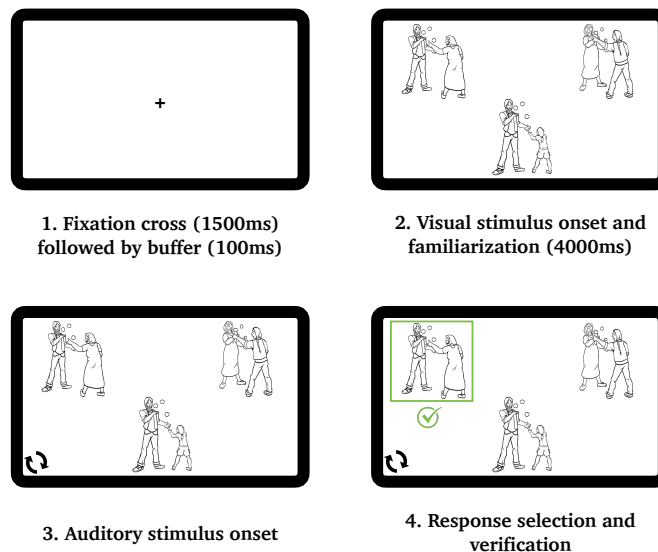 1. Fixation cross (1500ms)
followed by buffer (100ms)
2. Visual stimulus onset and
familiarization (4000ms)
3. Auditory stimulus onset
4. Response selection and
verification